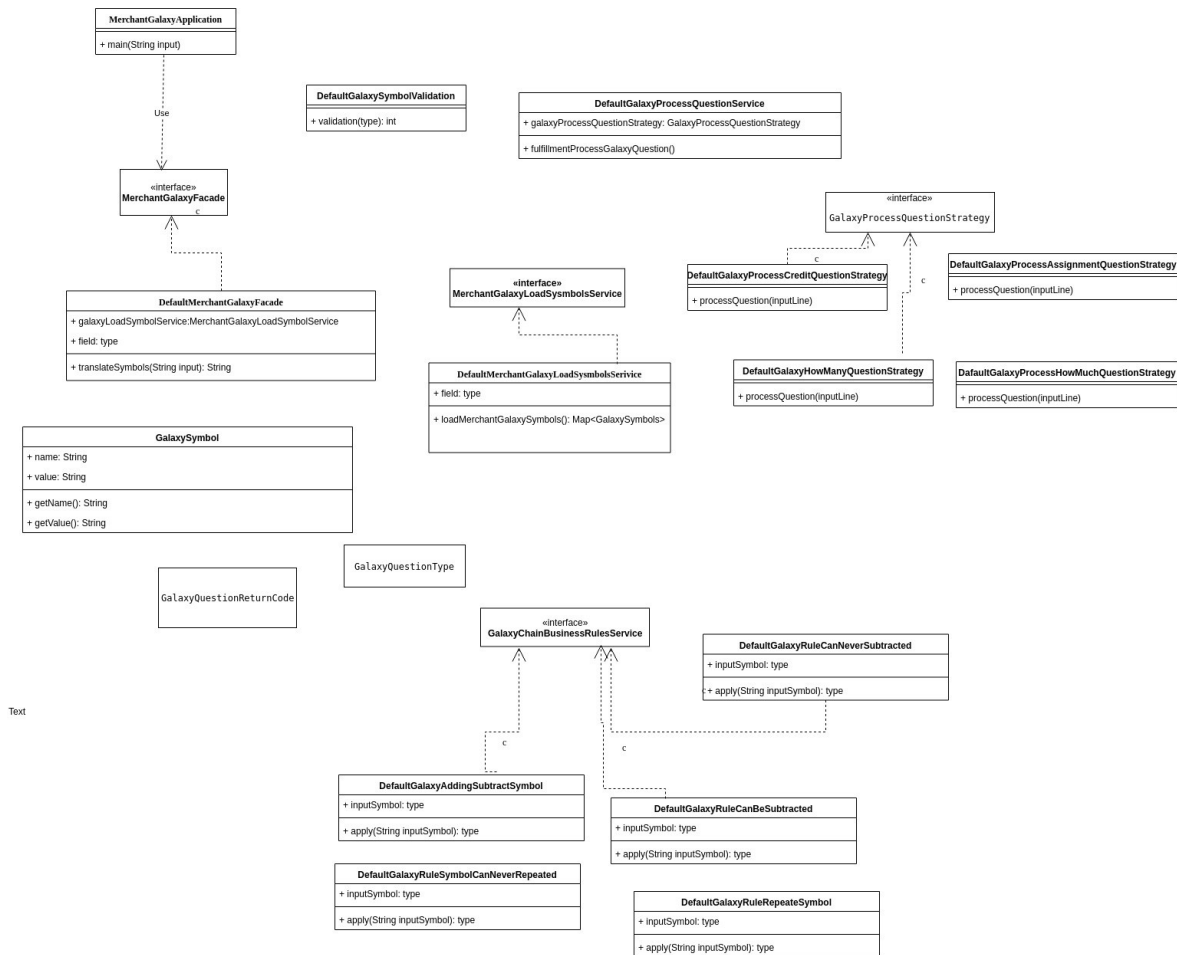 MerchantGalaxyApplication
+ main(String input)
Use
DefaultGalaxySymbolValidation
+ validation(type): int
DefaultGalaxyProcessQuestionService
+ galaxyProcessQuestionStrategy: GalaxyProcessQuestionStrategy
+ fulfillmentProcessGalaxyQuestion()
«interface»
MerchantGalaxyFacade
c
«interface»
GalaxyProcessQuestionStrategy
c
c
DefaultGalaxyProcessCreditQuestionStrategy
+ processQuestion(inputLine)
DefaultGalaxyProcessAssignmentQuestionStrategy
+ processQuestion(inputLine)
«interface»
MerchantGalaxyLoadSysmbolsService
DefaultMerchantGalaxyFacade
+ galaxyLoadSymbolService:MerchantGalaxyLoadSymbolService
+ field: type
+ translateSymbols(String input): String
DefaultMerchantGalaxyLoadSysmbolsSerivice
+ field: type
+ loadMerchantGalaxySymbols(): Map<GalaxySymbols>
DefaultGalaxyHowManyQuestionStrategy
+ processQuestion(inputLine)
DafaultGalaxyProcessHowMuchQuestionStrategy
+ processQuestion(inputLine)
GalaxySymbol
+ name: String
+ value: String
+ getName(): String
+ getValue(): String
GalaxyQuestionType
GalaxyQuestionReturnCode
«interface»
GalaxyChainBusinessRulesService
DefaultGalaxyRuleCanNeverSubtracted
+ inputSymbol: type
c
+ apply(String inputSymbol): type
Text
c
c
DefaultGalaxyAddingSubtractSymbol
+ inputSymbol: type
+ apply(String inputSymbol): type
DefaultGalaxyRuleCanBeSubtracted
+ inputSymbol: type
+ apply(String inputSymbol): type
DefaultGalaxyRuleSymbolCanNeverRepeated
+ inputSymbol: type
+ apply(String inputSymbol): type
DefaultGalaxyRuleRepeateSymbol
+ inputSymbol: type
+ apply(String inputSymbol): type